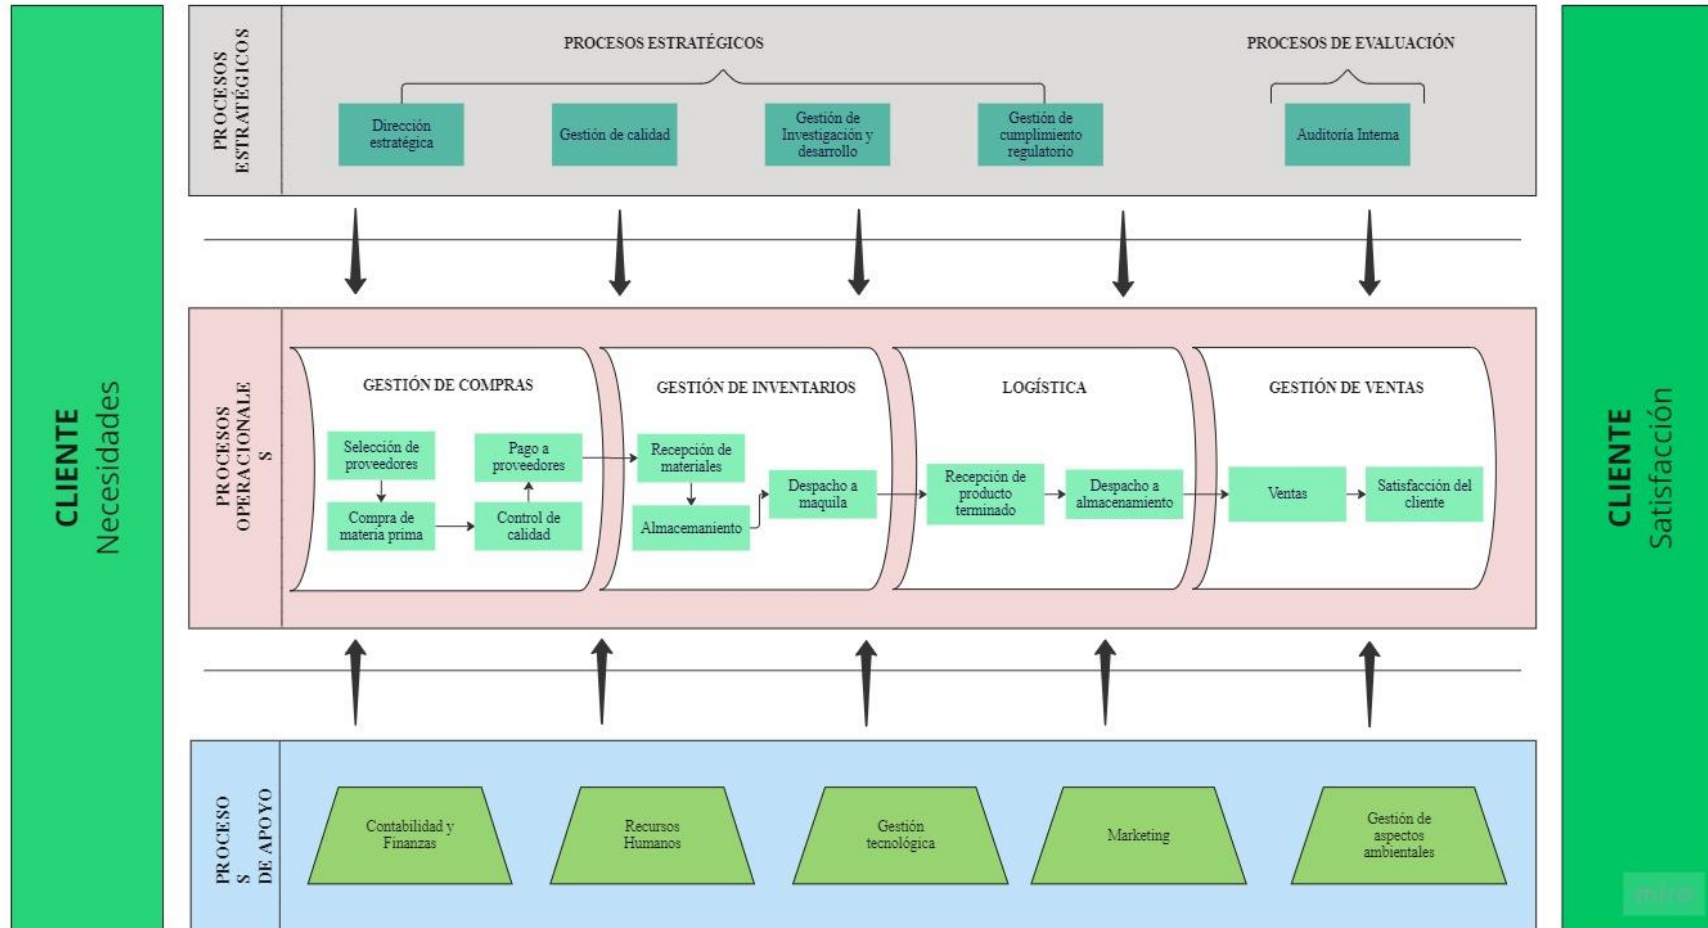 CLIENTE
Necesidades
PROCESOS
ESTRATÉGICOS
PROCESOS ESTRATÉGICOS
PROCESOS DE EVALUACIÓN
Dirección
estratégica
Gestión de calidad
Gestión de
Investigación y
desarrollo
Gestión de
cumplimiento
regulatorio
Auditoría Interna
PROCESOS
OPERACIONALE
S
GESTIÓN DE COMPRAS
Selección de
proveedores
Compra de
materia prima
Control de
calidad
Pago a
proveedores
GESTIÓN DE INVENTARIOS
Recepción de
materiales
Almacemaniento
Despacho a
maquila
LOGÍSTICA
Recepción de
producto
terminado
Despacho a
almacenamiento
GESTIÓN DE VENTAS
Ventas
Satisfacción del
cliente
PROCESO
S
DE APOYO
Contabilidad y
Finanzas
Recursos
Humanos
Gestión
tecnológica
Marketing
Gestión de
aspectos
ambientales
CLIENTE
Satisfacción
miro